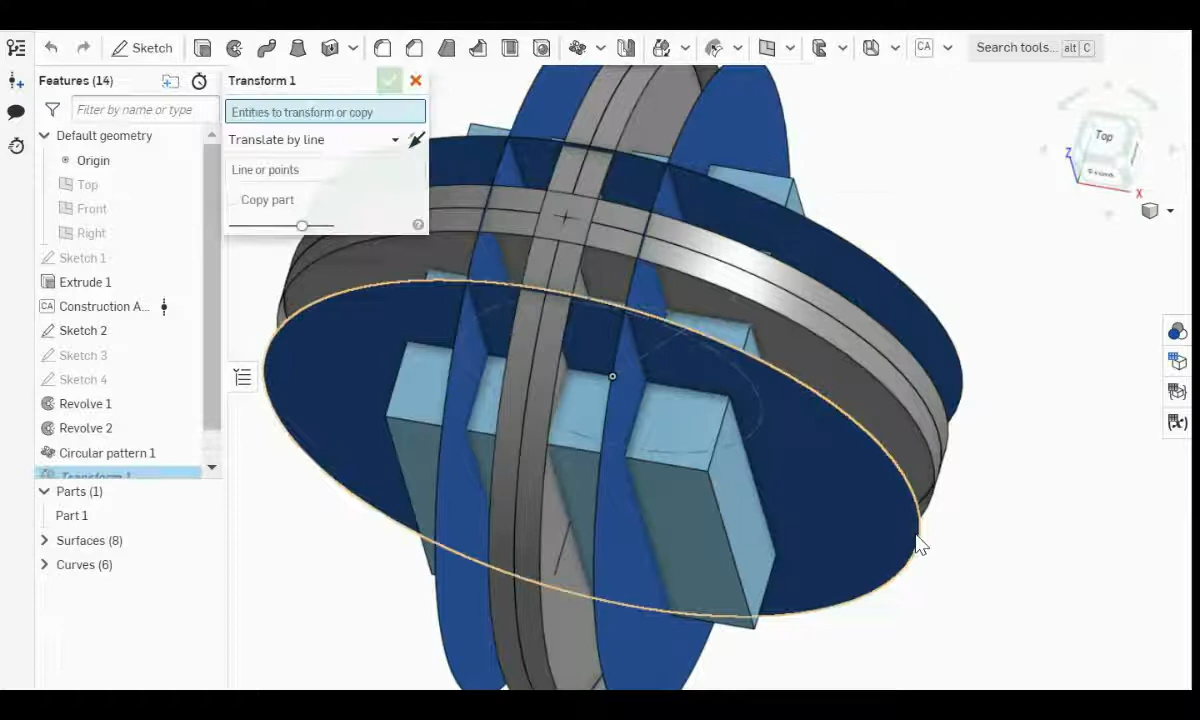 Sketch
CA
Search tools... alt C
Features (14)
Filter by name or type
Default geometry
Origin
Top
Front
Right
Sketch 1
Extrude 1
Construction A...
Sketch 2
Sketch 3
Sketch 4
Revolve 1
Revolve 2
Circular pattern 1
Transform 1
Parts (1)
Part 1
Surfaces (8)
Curves (6)
Transform 1
Entities to transform or copy
Translate by line
Line or points
Copy part
Top
Z
X